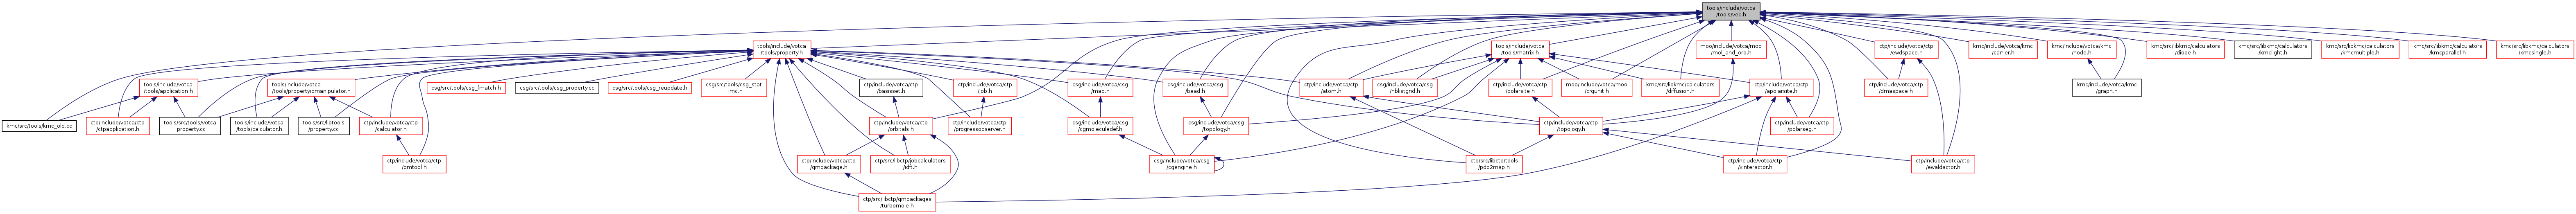 tools/include/votca
/tools/vec.h
tools/include/votca
/tools/property.h
tools/include/votca
/tools/matrix.h
moo/include/votca/moo
/mol_and_orb.h
ctp/include/votca/ctp
/ewdspace.h
kmc/include/votca/kmc
/carrier.h
kmc/include/votca/kmc
/node.h
kmc/src/libkmc/calculators
/diode.h
kmc/src/libkmc/calculators
/kmclight.h
kmc/src/libkmc/calculators
/kmcmultiple.h
kmc/src/libkmc/calculators
/kmcparallel.h
kmc/src/libkmc/calculators
/kmcsingle.h
tools/include/votca
/tools/application.h
tools/include/votca
/tools/propertyiomanipulator.h
csg/src/tools/csg_fmatch.h
csg/src/tools/csg_property.cc
csg/src/tools/csg_reupdate.h
csg/src/tools/csg_stat
_imc.h
ctp/include/votca/ctp
/basisset.h
ctp/include/votca/ctp
/job.h
csg/include/votca/csg
/map.h
csg/include/votca/csg
/bead.h
ctp/include/votca/ctp
/atom.h
csg/include/votca/csg
/nblistgrid.h
ctp/include/votca/ctp
/polarsite.h
moo/include/votca/moo
/crgunit.h
kmc/src/libkmc/calculators
/diffusion.h
ctp/include/votca/ctp
/apolarsite.h
ctp/include/votca/ctp
/dmaspace.h
kmc/include/votca/kmc
/graph.h
kmc/src/tools/kmc_old.cc
ctp/include/votca/ctp
/ctpapplication.h
tools/src/tools/votca
_property.cc
tools/include/votca
/tools/calculator.h
tools/src/libtools
/property.cc
ctp/include/votca/ctp
/calculator.h
ctp/include/votca/ctp
/orbitals.h
ctp/include/votca/ctp
/progressobserver.h
csg/include/votca/csg
/cgmoleculedef.h
csg/include/votca/csg
/topology.h
ctp/include/votca/ctp
/topology.h
ctp/include/votca/ctp
/polarseg.h
ctp/include/votca/ctp
/qmtool.h
ctp/include/votca/ctp
/qmpackage.h
ctp/src/libctp/jobcalculators
/idft.h
csg/include/votca/csg
/cgengine.h
ctp/src/libctp/tools
/pdb2map.h
ctp/include/votca/ctp
/xinteractor.h
ctp/include/votca/ctp
/ewaldactor.h
ctp/src/libctp/qmpackages
/turbomole.h